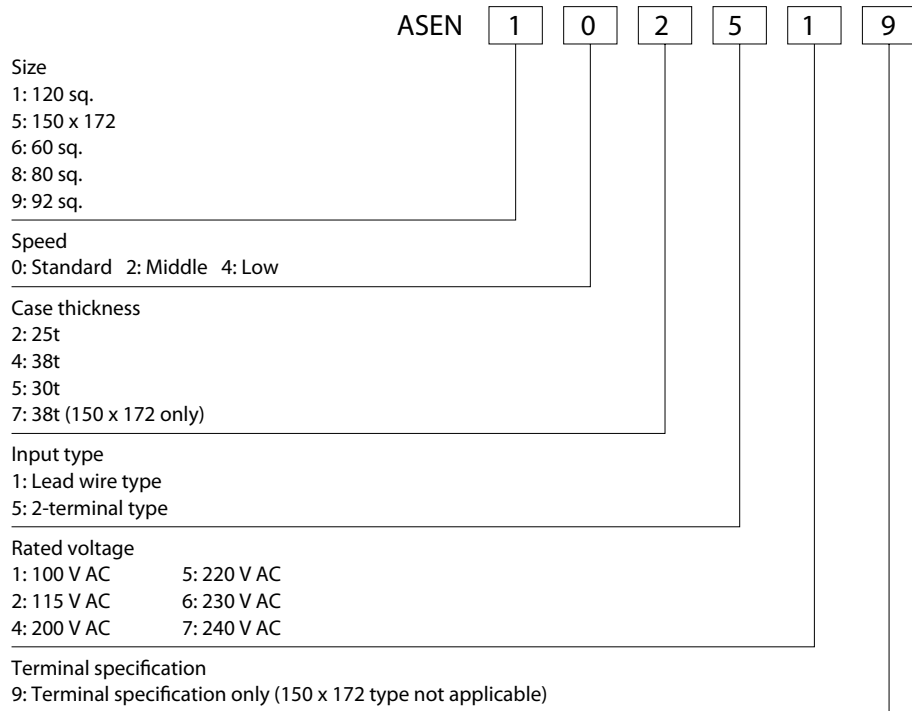 ASEN 1 0 2 5 1 9
Size
1: 120 sq.
5: 150 x 172
6: 60 sq.
8: 80 sq.
9: 92 sq.
Speed
0: Standard 2: Middle 4: Low
Case thickness
2: 25t
4: 38t
5: 30t
7: 38t (150 x 172 only)
Input type
1: Lead wire type
5: 2-terminal type
Rated voltage
1: 100 V AC 5: 220 V AC
2: 115 V AC 6: 230 V AC
4: 200 V AC 7: 240 V AC
Terminal specification
9: Terminal specification only (150 x 172 type not applicable)